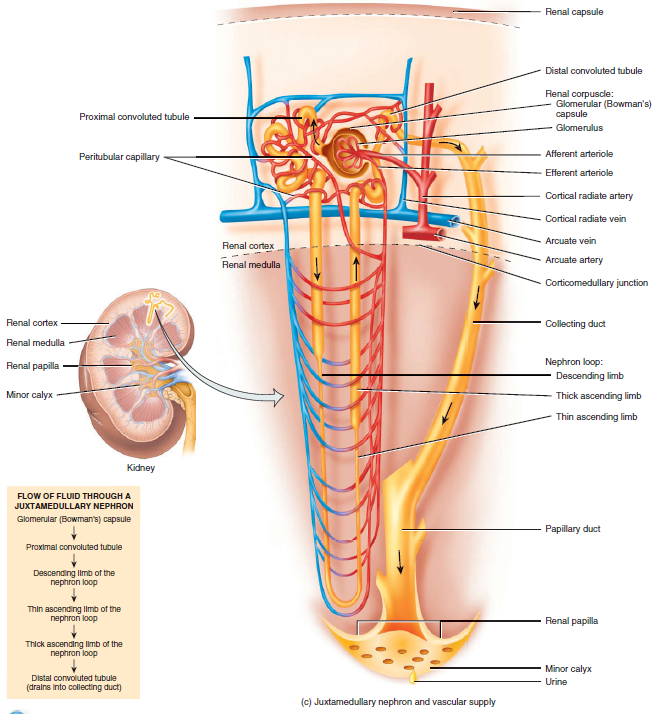 Renal capsule
Distal convoluted tubule
Renal corpuscle:
Glomerular (Bowman's)
capsule
Glomerulus
Afferent arteriole
Efferent arteriole
Cortical radiate artery
Cortical radiate vein
Arcuate vein
Arcuate artery
Corticomedullary junction
Collecting duct
Nephron loop:
Descending limb
Thick ascending limb
Thin ascending limb
Papillary duct
Renal papilla
Minor calyx
Urine
Proximal convoluted tubule
Peritubular capillary
Renal cortex
Renal medulla
Renal cortex
Renal medulla
Renal papilla
Minor calyx
Kidney
FLOW OF FLUID THROUGH A
JUXTAMEDULLARY NEPHRON
Glomerular (Bowman's) capsule
Proximal convoluted tubule
Descending limb of the
nephron loop
Thin ascending limb of the
nephron loop
Thick ascending limb of the
nephron loop
Distal convoluted tubule
(drains into collecting duct)
(c) Juxtamedullary nephron and vascular supply